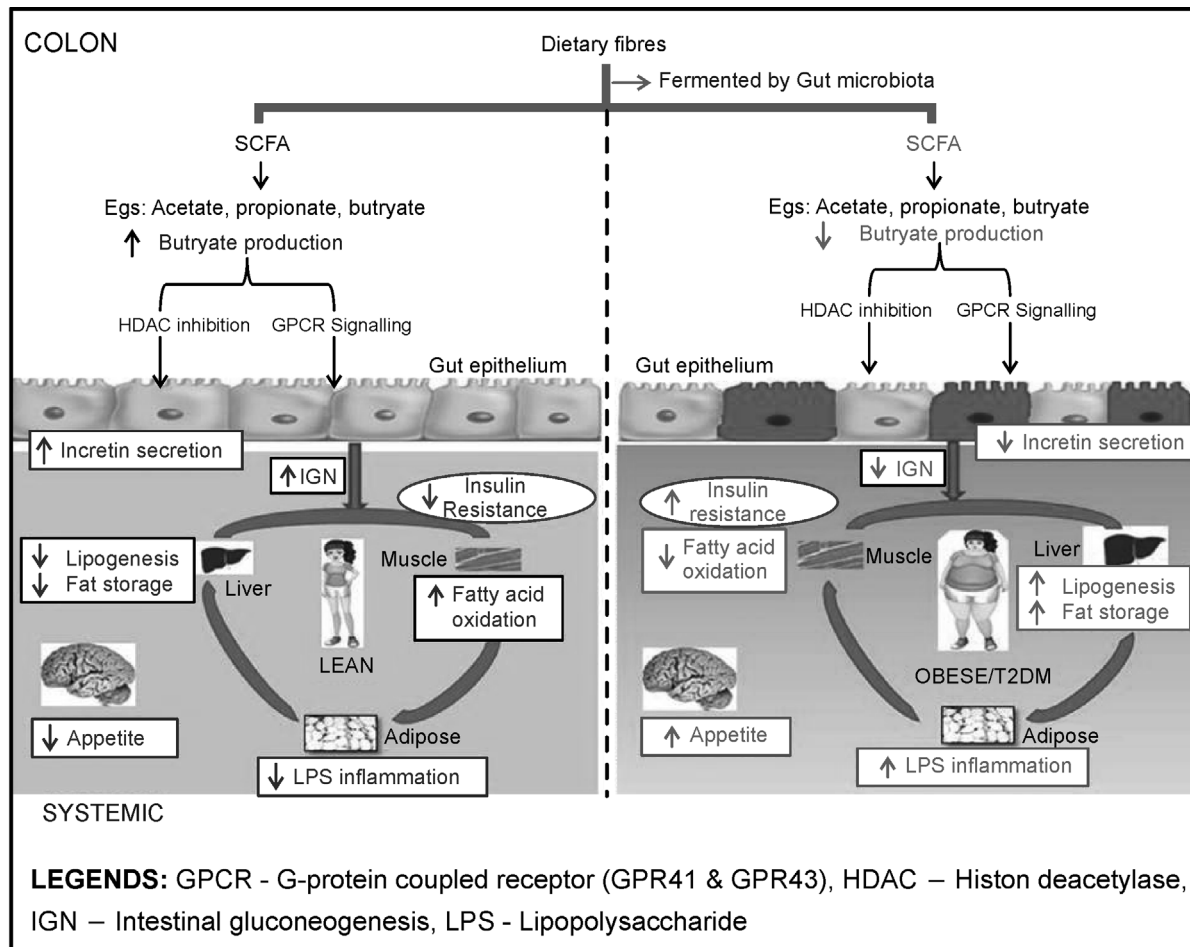 COLON
Dietary fibres
Fermented by Gut microbiota
SCFA
Egs: Acetate, propionate, butryate
Butryate production
HDAC inhibition
GPCR Signalling
Gut epithelium
Incretin secretion
IGN
Insulin
Resistance
Lipogenesis
Fat storage
Liver
Muscle
Fatty acid
oxidation
LEAN
Appetite
Adipose
LPS inflammation
SCFA
Egs: Acetate, propionate, butryate
Butryate production
HDAC inhibition
GPCR Signalling
Gut epithelium
Incretin secretion
IGN
Insulin
resistance
Fatty acid
oxidation
Muscle
Liver
Lipogenesis
Fat storage
OBESE/T2DM
Appetite
Adipose
LPS inflammation
SYSTEMIC
LEGENDS: GPCR - G-protein coupled receptor (GPR41 & GPR43), HDAC – Histon deacetylase,
IGN – Intestinal gluconeogenesis, LPS - Lipopolysaccharide